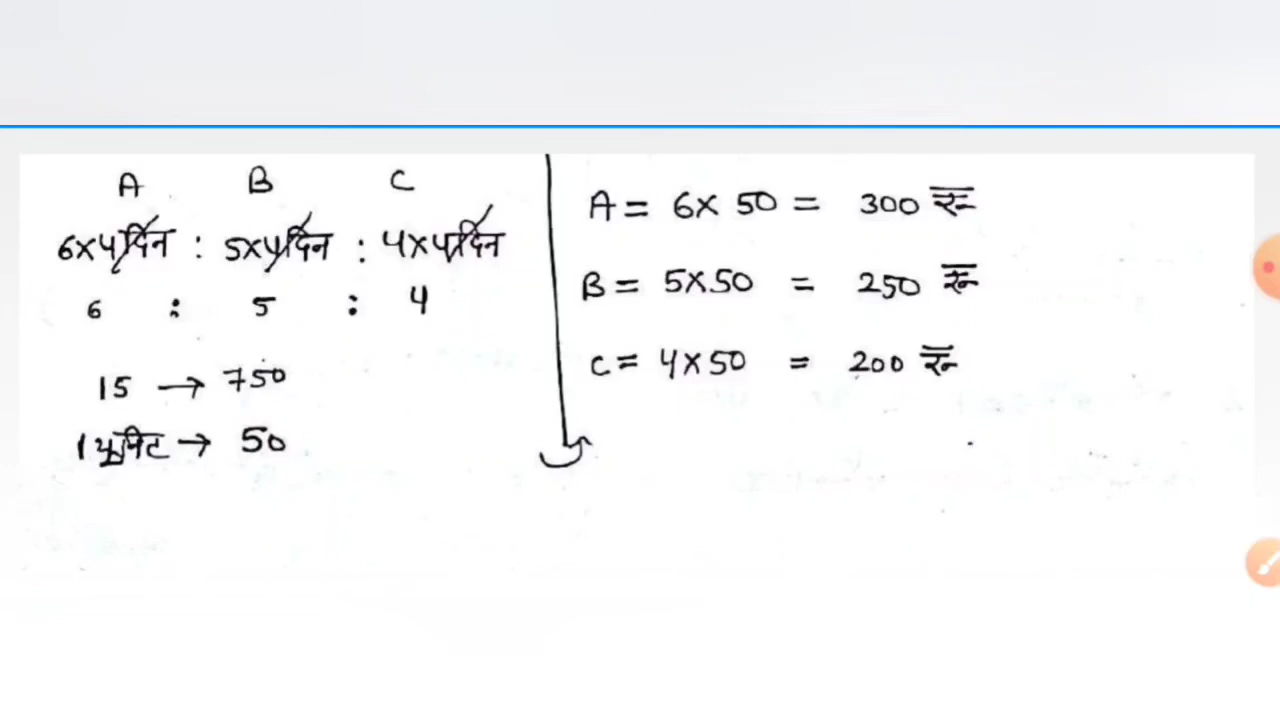 A B C
6×4दिन : 5×4दिन : 4×4दिन
6 : 5 : 4
15 → 750
1 यूनिट → 50
A = 6× 50 = 300 रू
B = 5×50 = 250 रू
C = 4×50 = 200 रू